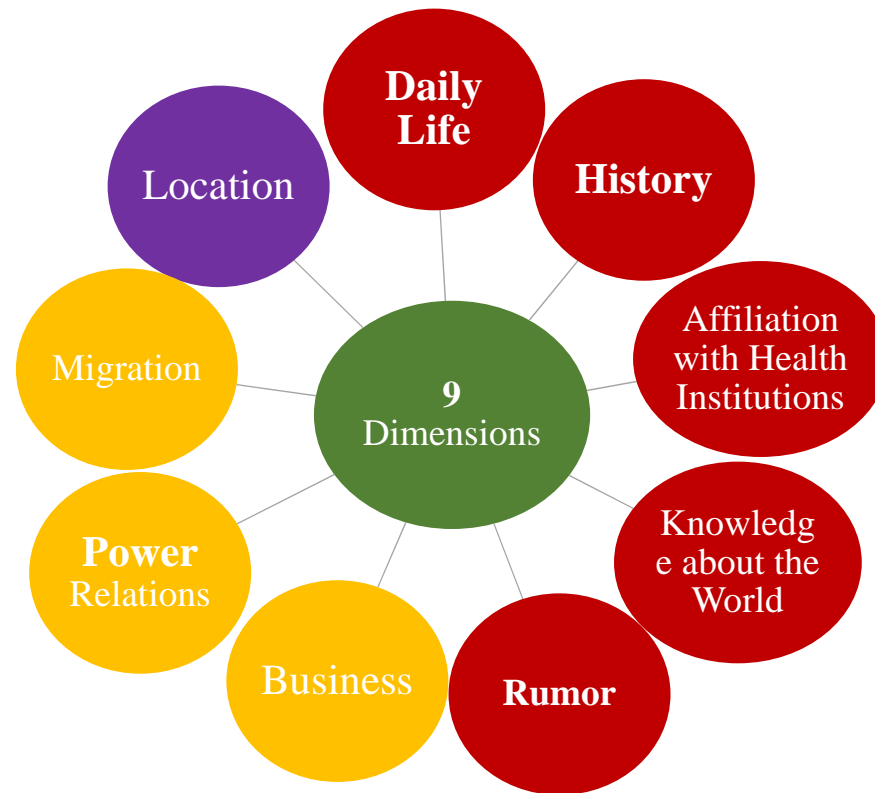 Daily
Life
History
Affiliation
with Health
Institutions
Knowledg
e about the
World
Rumor
Business
Power
Relations
Migration
Location
9
Dimensions